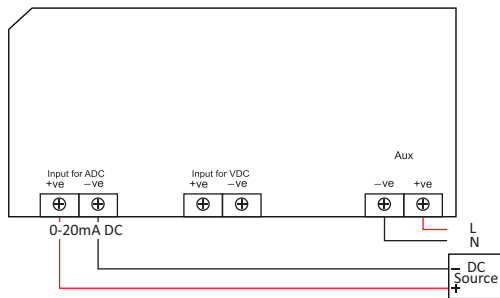 Aux
Input for ADC
Input for VDC
+ve −ve
+ve −ve
−ve +ve
0-20mA DC
L
N
− DC
Source
+